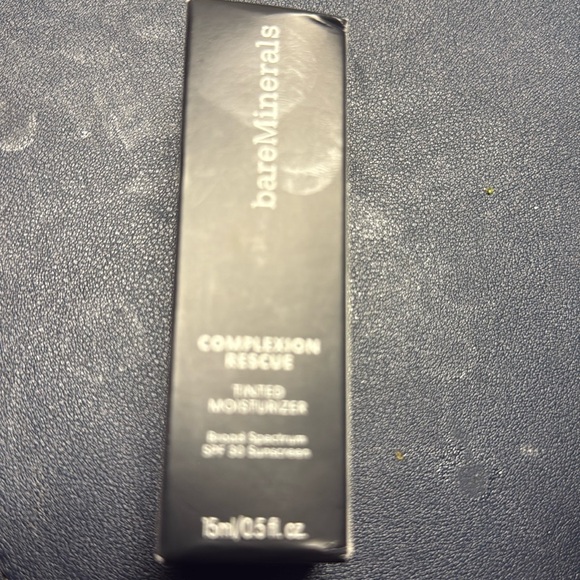 bareMinerals
COMPLEXION
RESCUE
TINTED
MOISTURIZER
Broad Spectrum
SPF 30 Sunscreen
15ml/0.5 fl. oz.